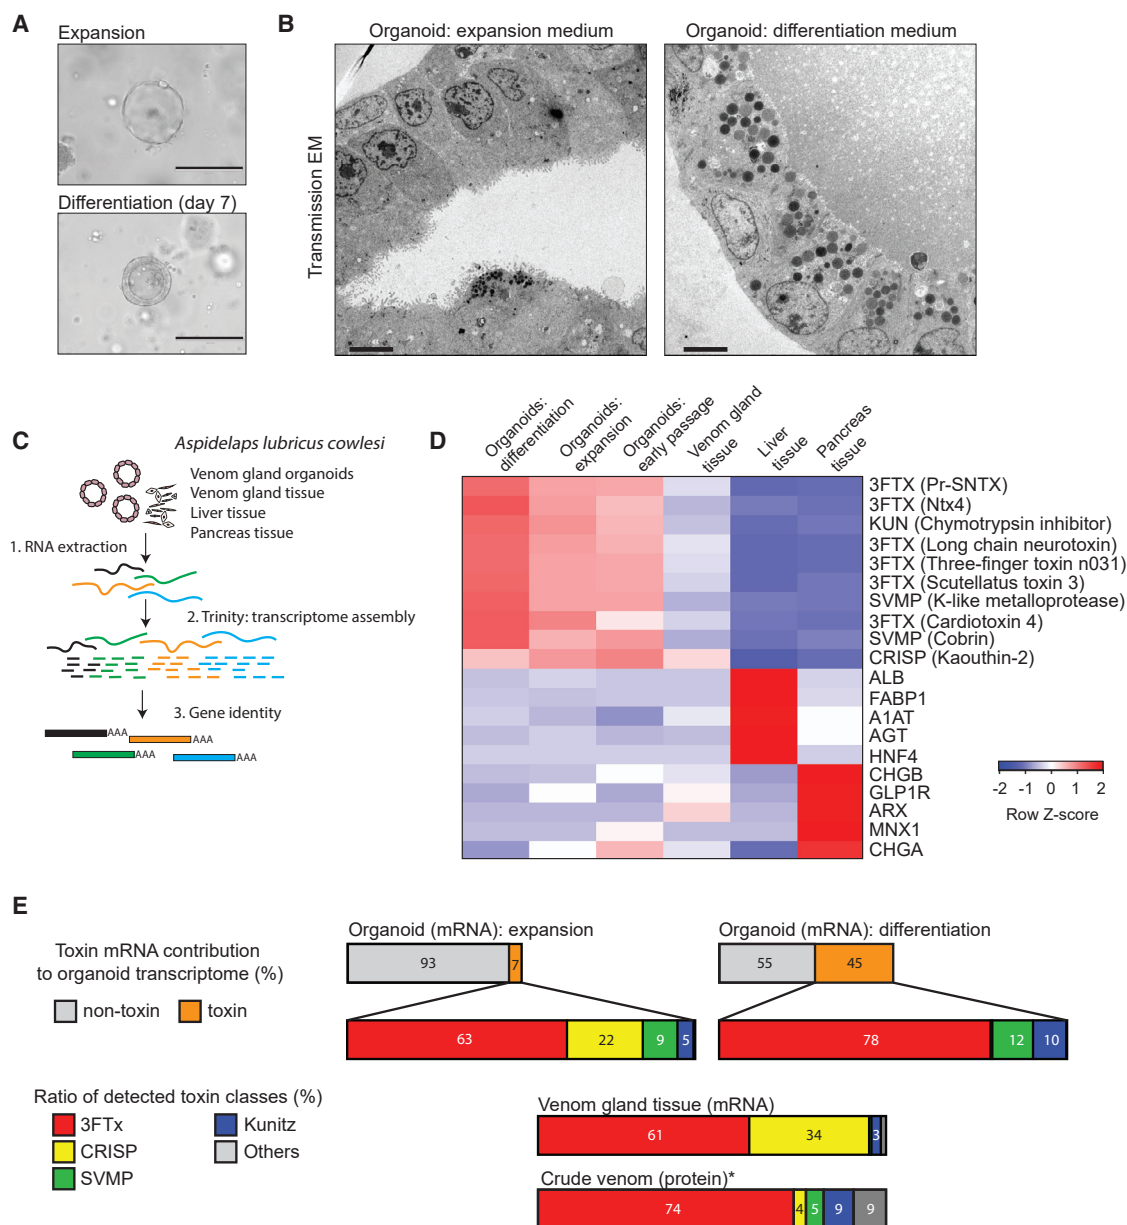 A
Expansion
Differentiation (day 7)
B
Organoid: expansion medium
Organoid: differentiation medium
Transmission EM
C
Aspidelaps lubricus cowlesi
Venom gland organoids
Venom gland tissue
Liver tissue
Pancreas tissue
1. RNA extraction
2. Trinity: transcriptome assembly
3. Gene identity
AAA
AAA
AAA
AAA
D
Organoids:
differentiation
Organoids:
expansion
Organoids:
early passage
Venom gland
tissue
Liver
tissue
Pancreas
tissue
3FTX (Pr-SNTX)
3FTX (Ntx4)
KUN (Chymotrypsin inhibitor)
3FTX (Long chain neurotoxin)
3FTX (Three-finger toxin n031)
3FTX (Scutellatus toxin 3)
SVMP (K-like metalloprotease)
3FTX (Cardiotoxin 4)
SVMP (Cobrin)
CRISP (Kaouthin-2)
ALB
FABP1
A1AT
AGT
HNF4
CHGB
GLP1R
ARX
MNX1
CHGA
-2 -1 0 1 2
Row Z-score
E
Toxin mRNA contribution
to organoid transcriptome (%)
non-toxin
toxin
Organoid (mRNA): expansion
93 7
63 22 9 5
Organoid (mRNA): differentiation
55 45
78 12 10
Ratio of detected toxin classes (%)
3FTx
CRISP
SVMP
Kunitz
Others
Venom gland tissue (mRNA)
61 34 3
Crude venom (protein)*
74 4 5 9 9